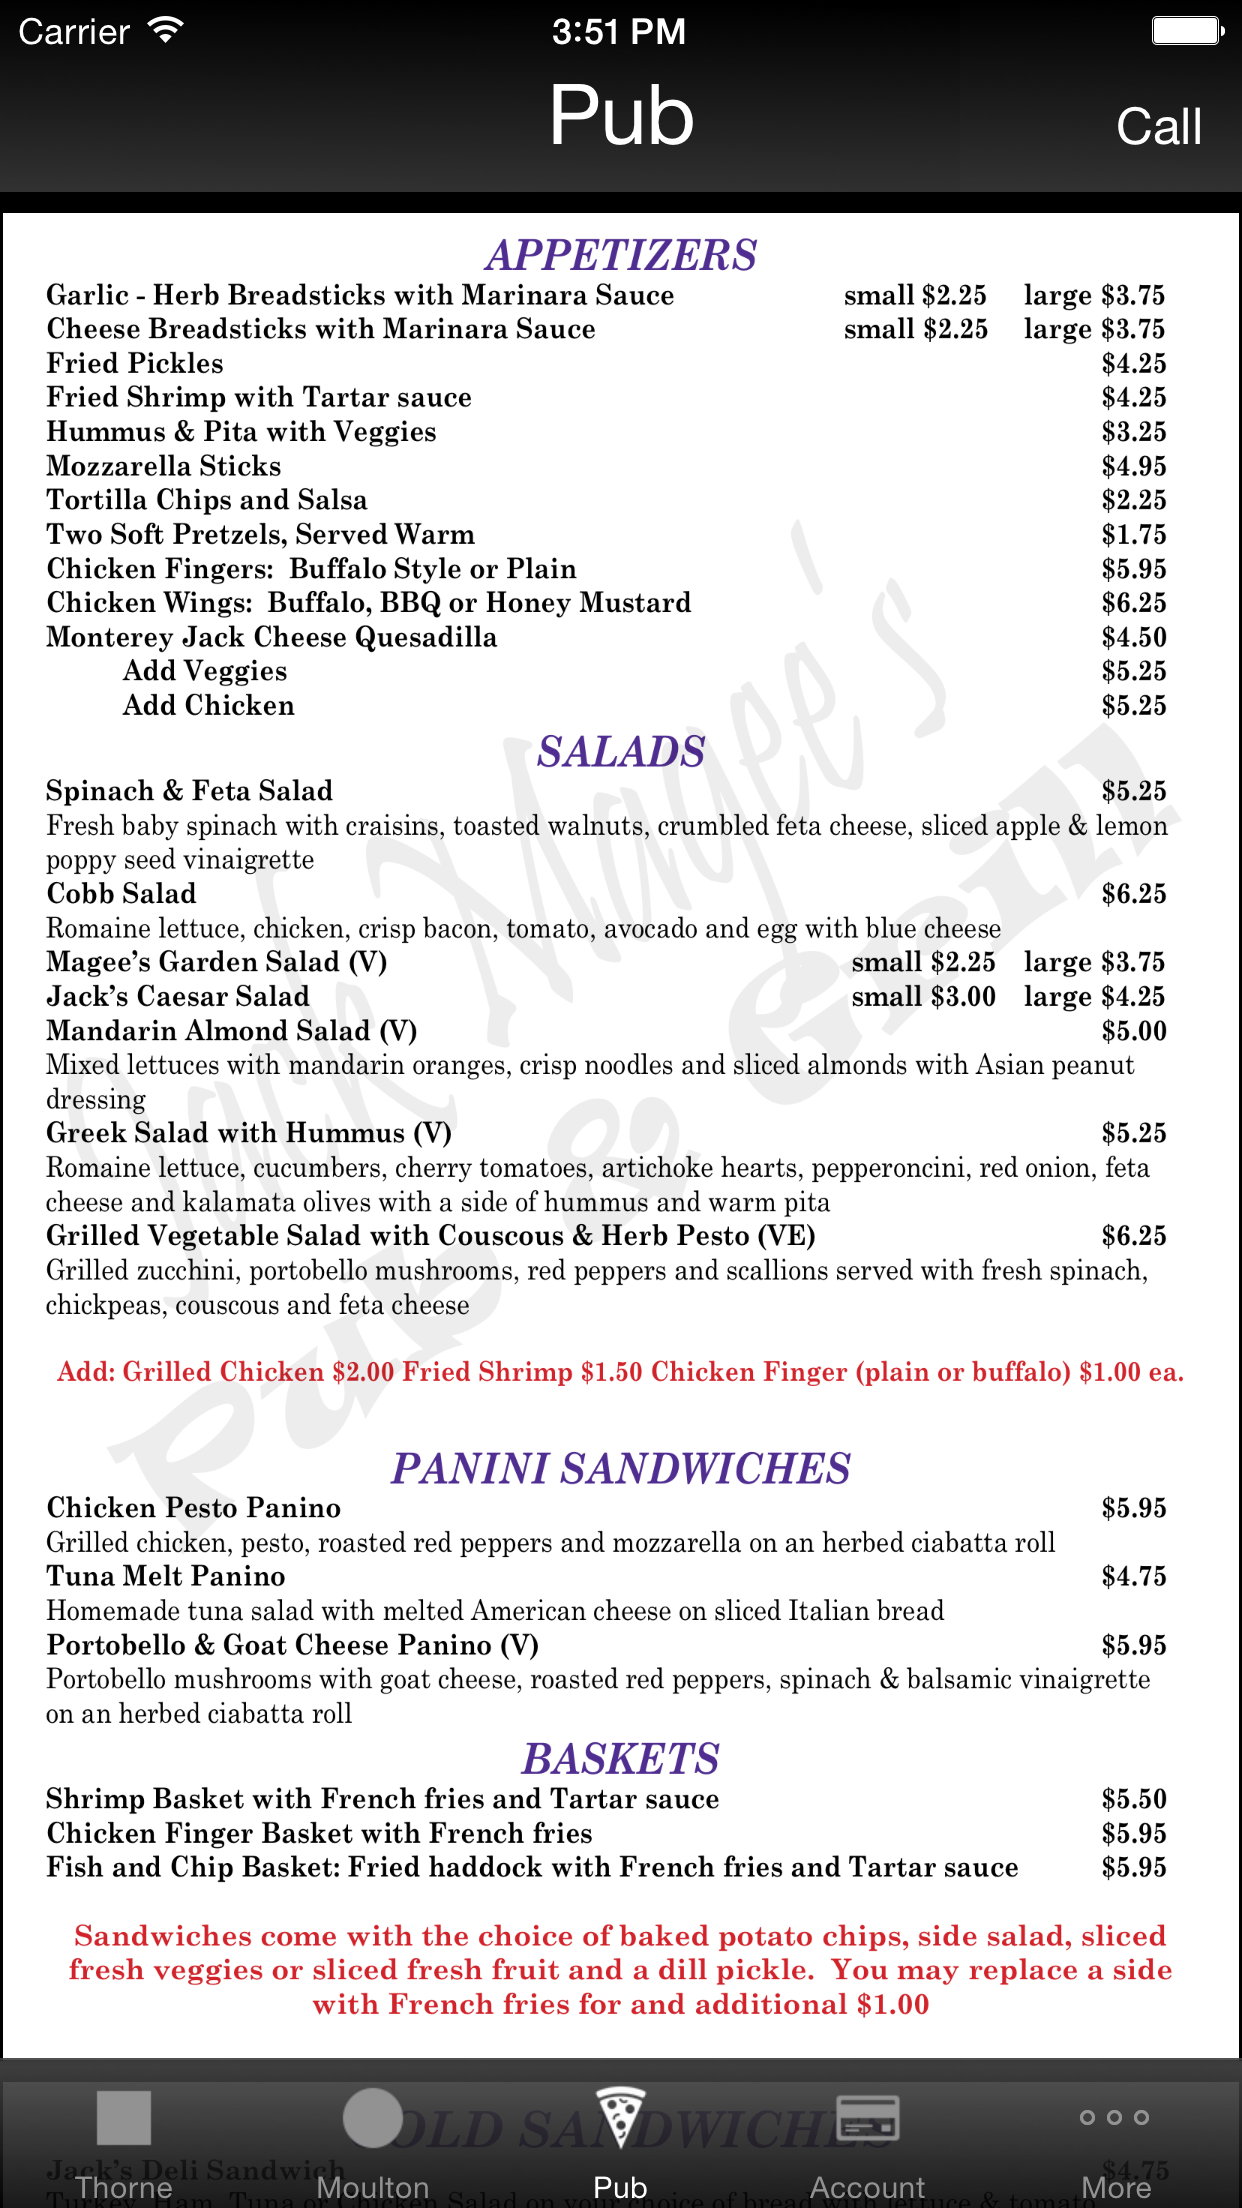 Carrier 3:51 PM
Pub
Call
APPETIZERS
Garlic - Herb Breadsticks with Marinara Sauce small $2.25 large $3.75
Cheese Breadsticks with Marinara Sauce small $2.25 large $3.75
Fried Pickles $4.25
Fried Shrimp with Tartar sauce $4.25
Hummus & Pita with Veggies $3.25
Mozzarella Sticks $4.95
Tortilla Chips and Salsa $2.25
Two Soft Pretzels, Served Warm $1.75
Chicken Fingers:  Buffalo Style or Plain $5.95
Chicken Wings:  Buffalo, BBQ or Honey Mustard $6.25
Monterey Jack Cheese Quesadilla $4.50
Add Veggies $5.25
Add Chicken $5.25
SALADS
Spinach & Feta Salad $5.25
Fresh baby spinach with craisins, toasted walnuts, crumbled feta cheese, sliced apple & lemon
poppy seed vinaigrette
Cobb Salad $6.25
Romaine lettuce, chicken, crisp bacon, tomato, avocado and egg with blue cheese
Magee's Garden Salad (V) small $2.25 large $3.75
Jack's Caesar Salad small $3.00 large $4.25
Mandarin Almond Salad (V) $5.00
Mixed lettuces with mandarin oranges, crisp noodles and sliced almonds with Asian peanut
dressing
Greek Salad with Hummus (V) $5.25
Romaine lettuce, cucumbers, cherry tomatoes, artichoke hearts, pepperoncini, red onion, feta
cheese and kalamata olives with a side of hummus and warm pita
Grilled Vegetable Salad with Couscous & Herb Pesto (VE) $6.25
Grilled zucchini, portobello mushrooms, red peppers and scallions served with fresh spinach,
chickpeas, couscous and feta cheese
Add: Grilled Chicken $2.00 Fried Shrimp $1.50 Chicken Finger (plain or buffalo) $1.00 ea.
PANINI SANDWICHES
Chicken Pesto Panino $5.95
Grilled chicken, pesto, roasted red peppers and mozzarella on an herbed ciabatta roll
Tuna Melt Panino $4.75
Homemade tuna salad with melted American cheese on sliced Italian bread
Portobello & Goat Cheese Panino (V) $5.95
Portobello mushrooms with goat cheese, roasted red peppers, spinach & balsamic vinaigrette
on an herbed ciabatta roll
BASKETS
Shrimp Basket with French fries and Tartar sauce $5.50
Chicken Finger Basket with French fries $5.95
Fish and Chip Basket: Fried haddock with French fries and Tartar sauce $5.95
Sandwiches come with the choice of baked potato chips, side salad, sliced
fresh veggies or sliced fresh fruit and a dill pickle.  You may replace a side
with French fries for and additional $1.00
Jack Magee's
Pub & Grill
OLD SANDWICHES
Jack's Deli Sandwich $4.75
Turkey, Ham, Tuna or Chicken Salad on your choice of bread with lettuce & tomato
Thorne Moulton Pub Account More